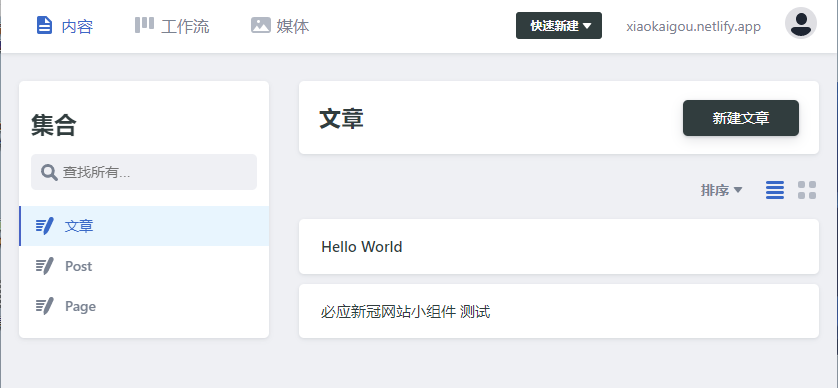 内容 工作流 媒体 快速新建 xiaokaigou.netlify.app
集合
查找所有...
文章
Post
Page
文章 新建文章
排序
Hello World
必应新冠网站小组件 测试